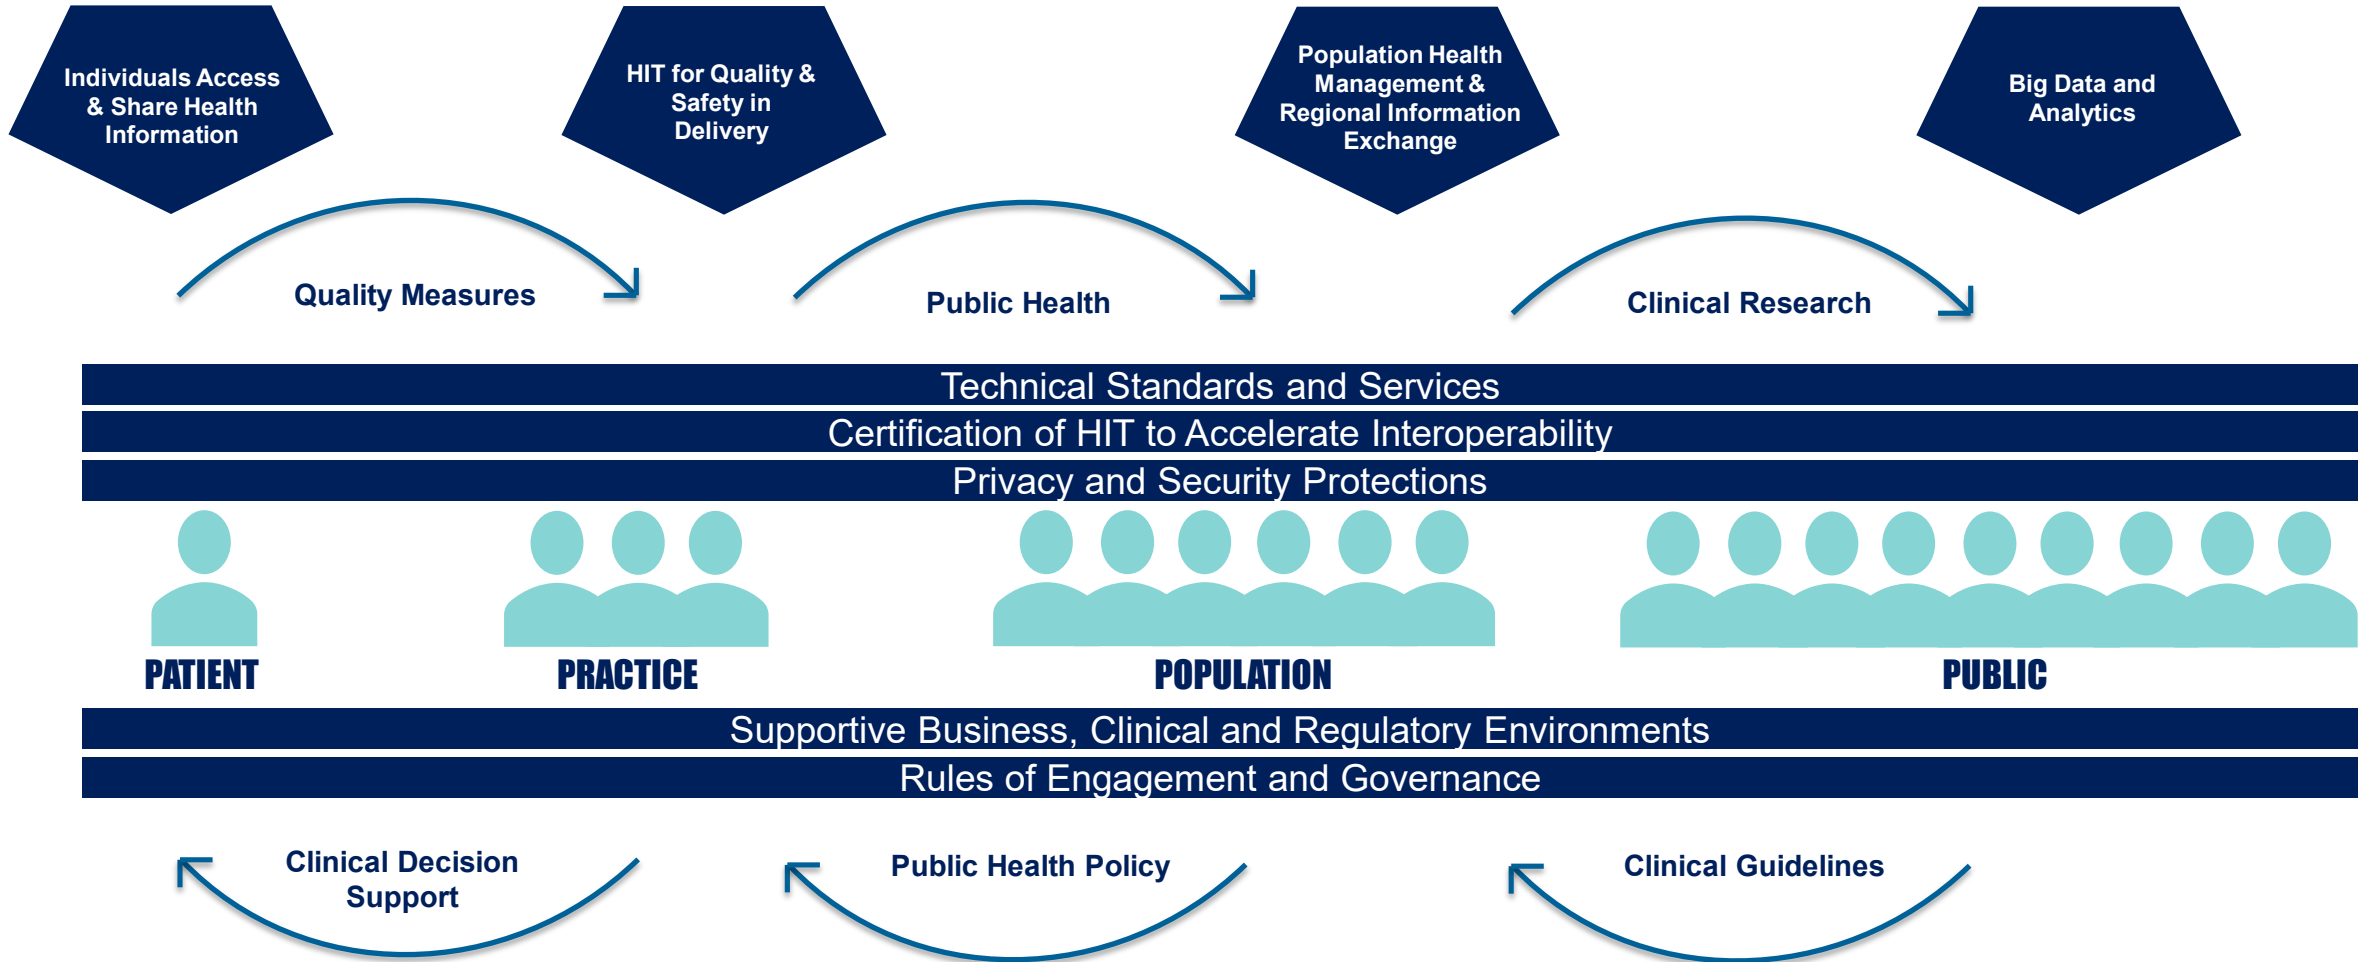 Individuals Access
& Share Health
Information
HIT for Quality &
Safety in
Delivery
Population Health
Management &
Regional Information
Exchange
Big Data and
Analytics
Quality Measures
Public Health
Clinical Research
Technical Standards and Services
Certification of HIT to Accelerate Interoperability
Privacy and Security Protections
PATIENT
PRACTICE
POPULATION
PUBLIC
Supportive Business, Clinical and Regulatory Environments
Rules of Engagement and Governance
Clinical Decision
Support
Public Health Policy
Clinical Guidelines